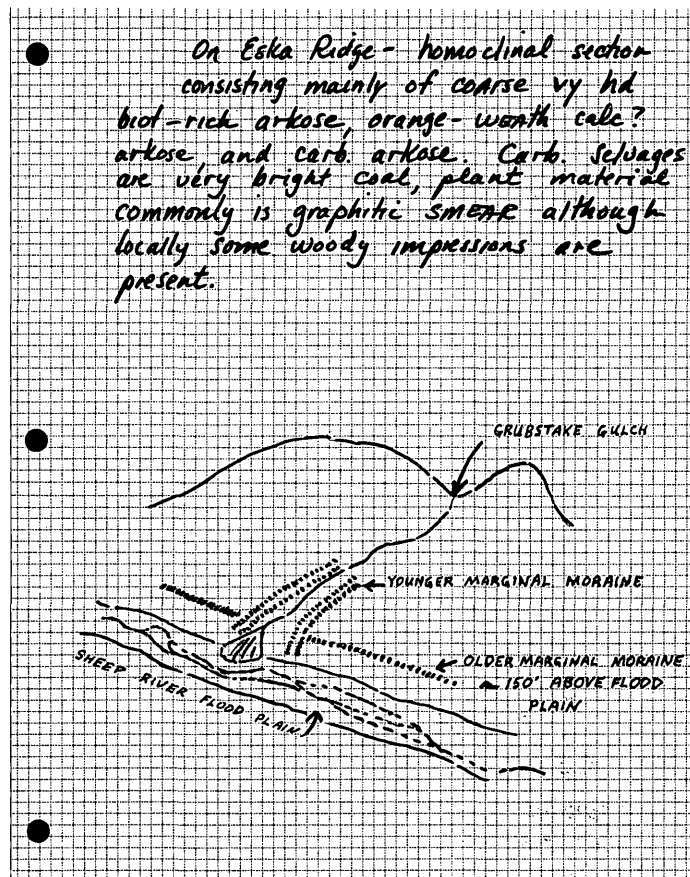 On Eska Ridge - homoclinal section
consisting mainly of coarse vy hd
biot-rich arkose, orange-weath calc?
arkose, and carb. arkose. Carb. selvages
are very bright coal, plant material
commonly is graphitic SMEAR although
locally some woody impressions are
present.
GRUBSTAKE GULCH
YOUNGER MARGINAL MORAINE
OLDER MARGINAL MORAINE
~ 150' ABOVE FLOOD
PLAIN
SHEEP RIVER FLOOD PLAIN